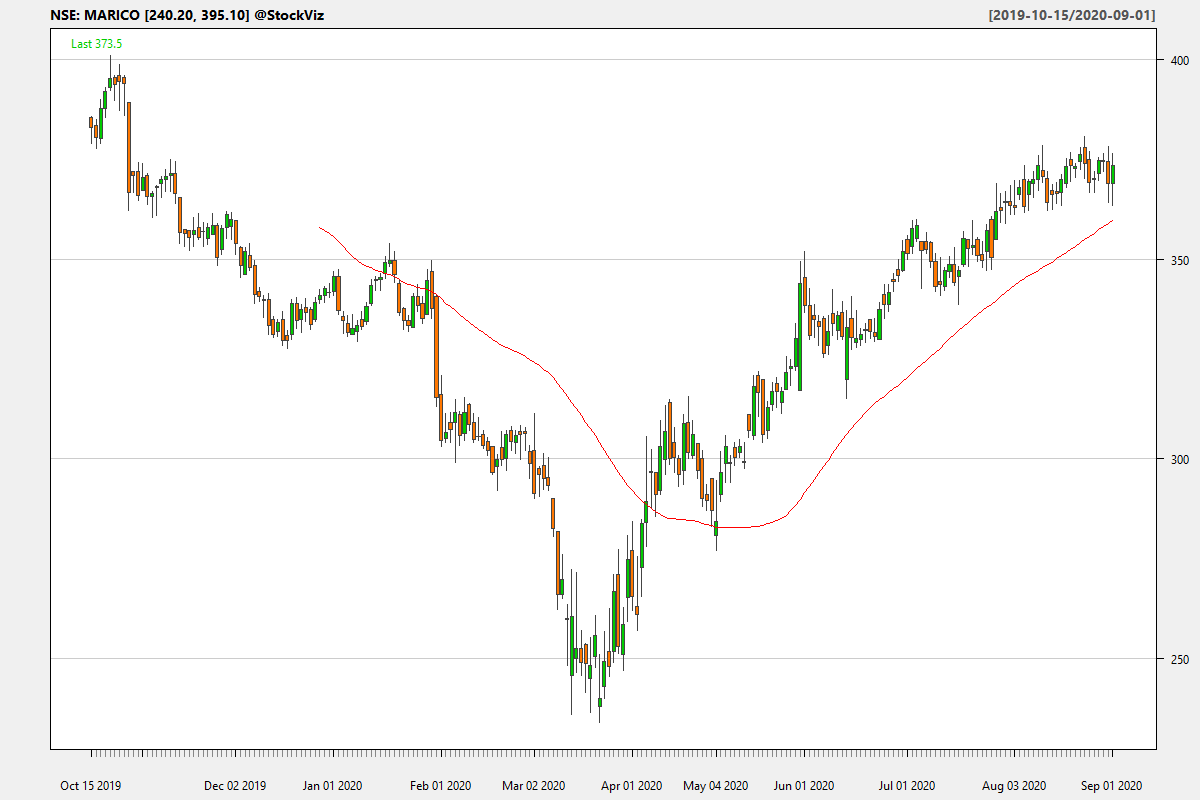 NSE: MARICO [240.20, 395.10] @StockViz [2019-10-15/2020-09-01]
Last 373.5
400
350
300
250
Oct 15 2019 Dec 02 2019 Jan 01 2020 Feb 01 2020 Mar 02 2020 Apr 01 2020 May 04 2020 Jun 01 2020 Jul 01 2020 Aug 03 2020 Sep 01 2020